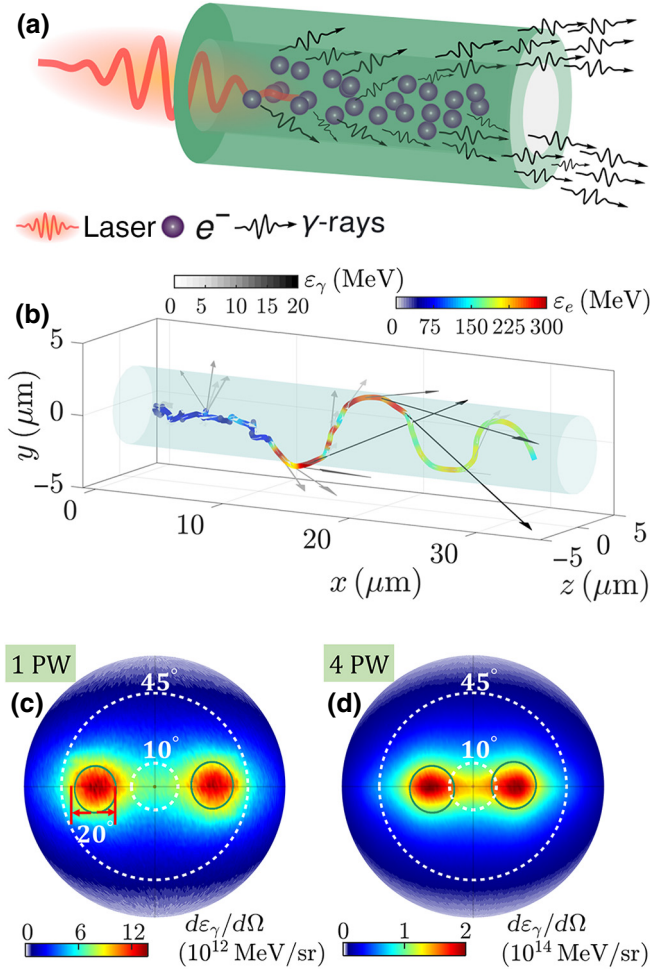 (a)
Laser e⁻ γ-rays
ε_γ (MeV)
0 5 10 15 20
ε_e (MeV)
0 75 150 225 300
(b)
5
0
−5
y (μm)
0 10 20 30
x (μm)
−5 0 5
z (μm)
1 PW
(c)
45°
10°
20°
0 6 12
dε_γ/dΩ
(10¹² MeV/sr)
4 PW
(d)
45°
10°
0 1 2
dε_γ/dΩ
(10¹⁴ MeV/sr)